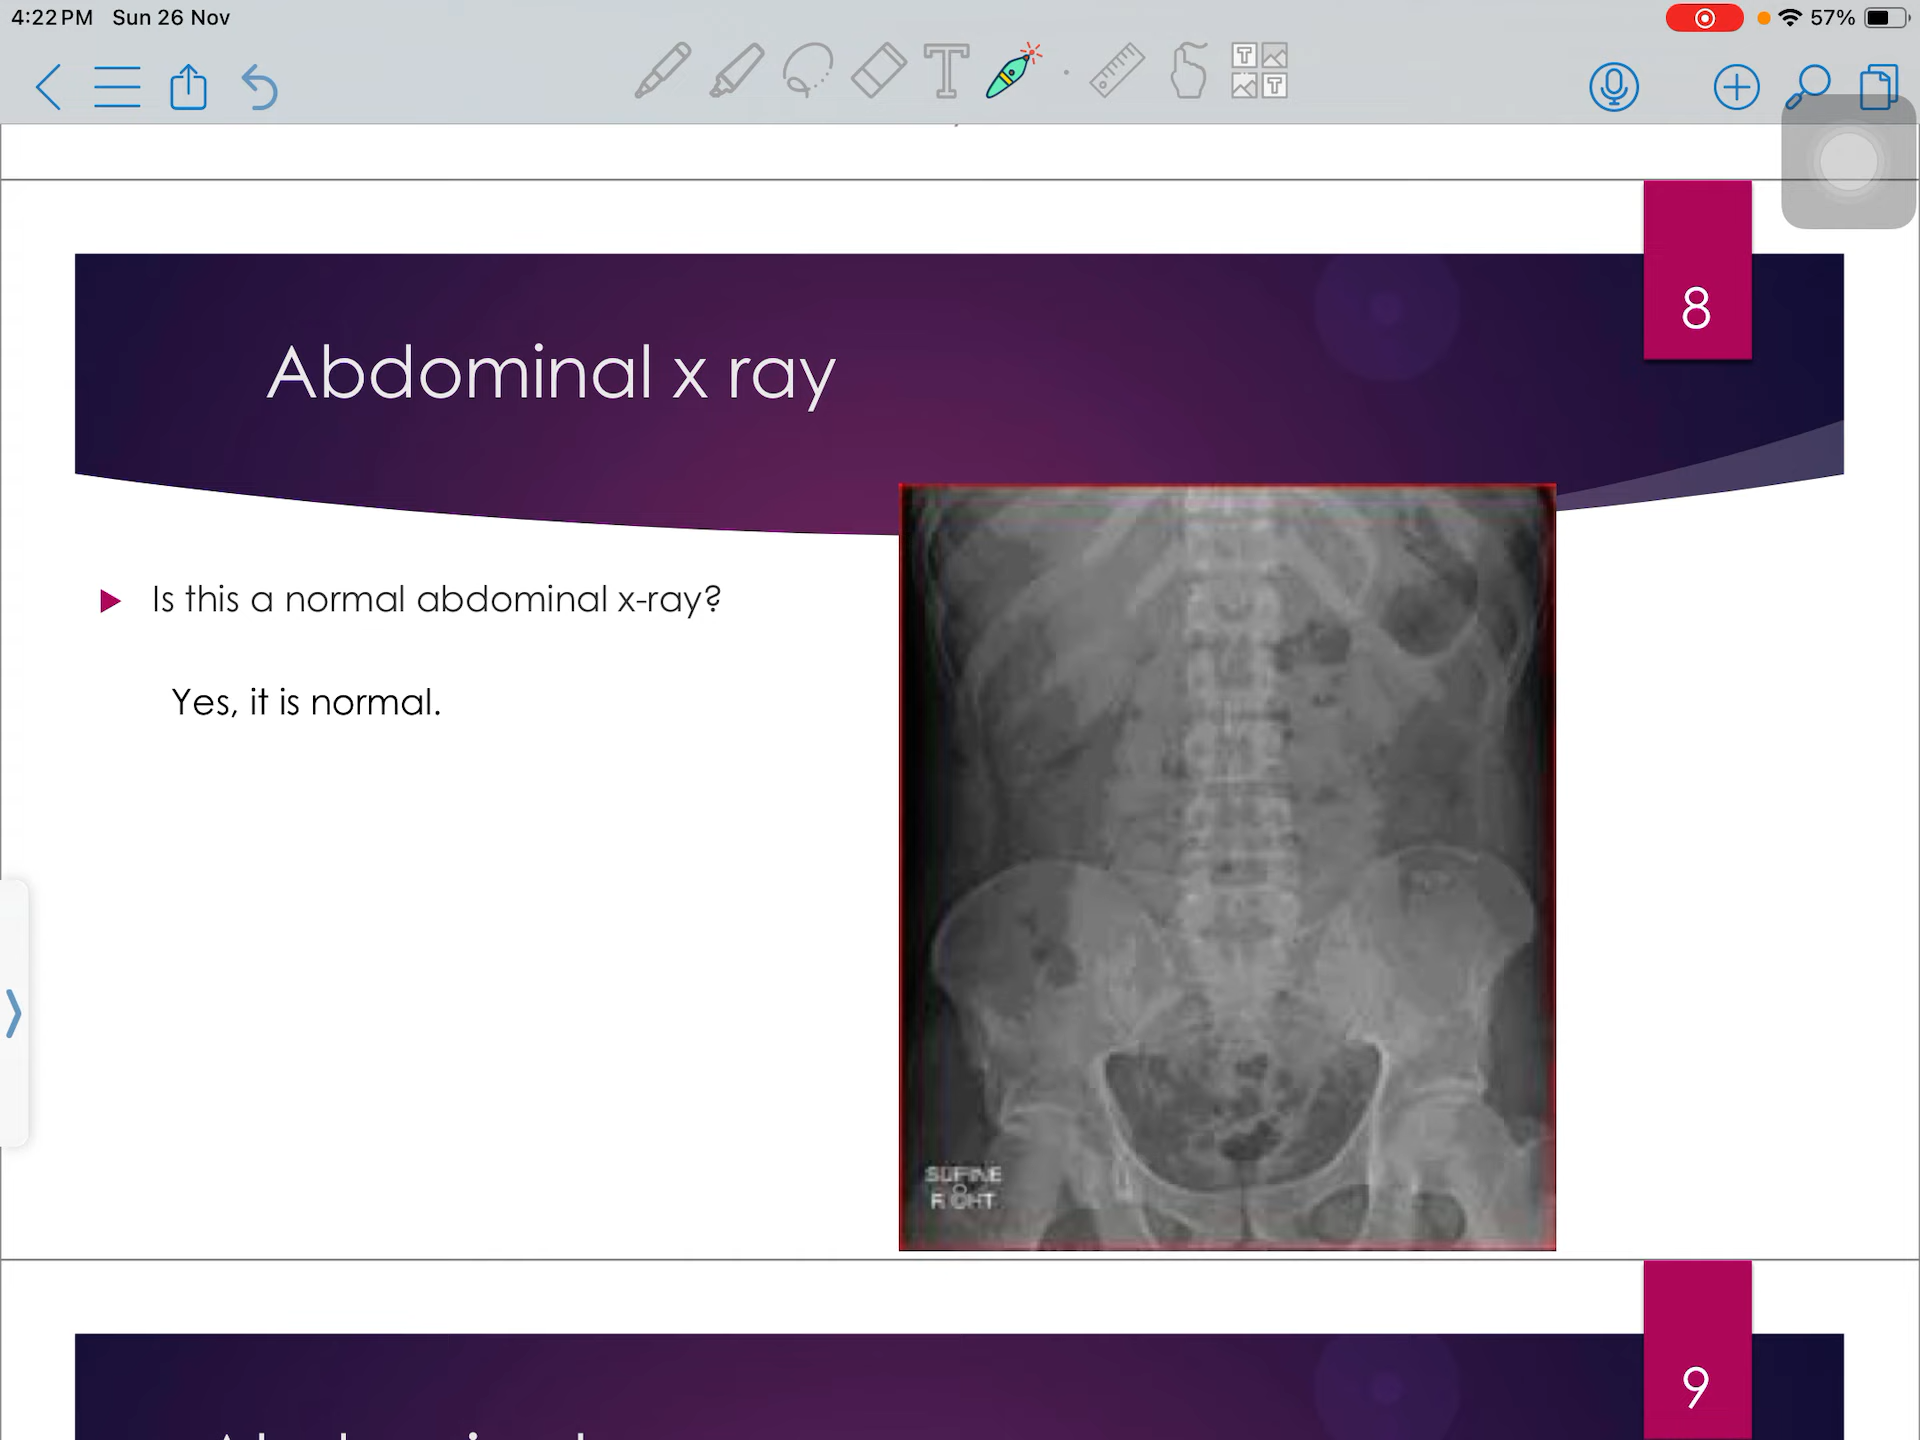 4:22 PM Sun 26 Nov
57%
8
Abdominal x ray
Is this a normal abdominal x-ray?
Yes, it is normal.
SUPINE
RIGHT
9